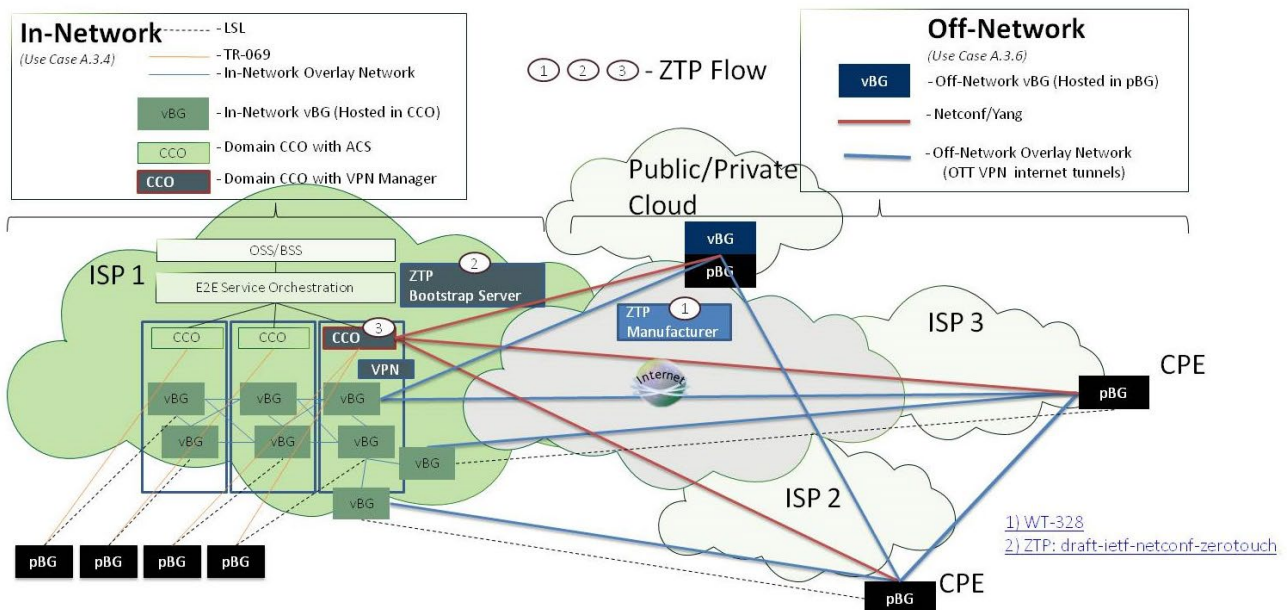 In-Network
(Use Case A.3.4)
- LSL
- TR-069
- In-Network Overlay Network
vBG
- In-Network vBG (Hosted in CCO)
CCO
- Domain CCO with ACS
CCO
- Domain CCO with VPN Manager
1 2 3 - ZTP Flow
Off-Network
(Use Case A.3.6)
vBG
- Off-Network vBG (Hosted in pBG)
- Netconf/Yang
- Off-Network Overlay Network
(OTT VPN internet tunnels)
Public/Private
Cloud
vBG
pBG
ISP 1
OSS/BSS
E2E Service Orchestration
2
ZTP
Bootstrap Server
1
ZTP
Manufacturer
CCO
CCO
CCO
3
VPN
Internet
ISP 3
CPE
pBG
vBG
vBG
vBG
vBG
vBG
vBG
vBG
vBG
ISP 2
1) WT-328
2) ZTP: draft-ietf-netconf-zerotouch
pBG
pBG
pBG
pBG
CPE
pBG